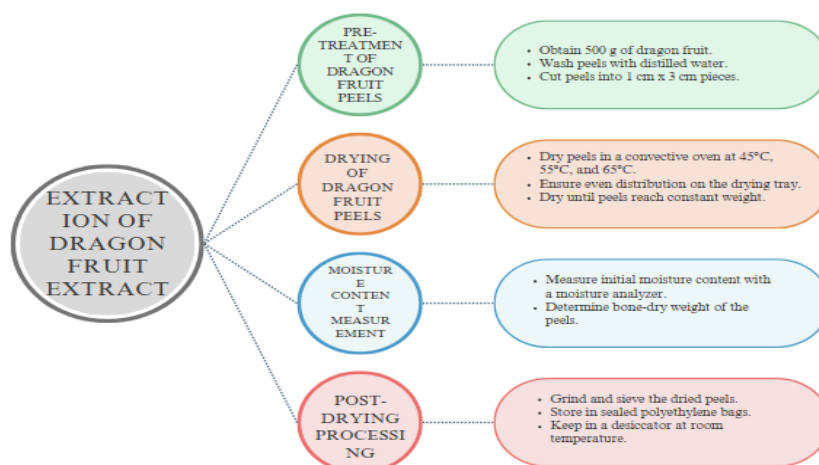 EXTRACT
ION OF
DRAGON
FRUIT
EXTRACT
PRE-
TREATMEN
T OF
DRAGON
FRUIT
PEELS
• Obtain 500 g of dragon fruit.
• Wash peels with distilled water.
• Cut peels into 1 cm x 3 cm pieces.
DRYING
OF
DRAGON
FRUIT
PEELS
• Dry peels in a convective oven at 45°C,
55°C, and 65°C.
• Ensure even distribution on the drying tray.
• Dry until peels reach constant weight.
MOISTUR
E
CONTEN
T
MEASUR
EMENT
• Measure initial moisture content with
a moisture analyzer.
• Determine bone-dry weight of the
peels.
POST-
DRYING
PROCESSI
NG
• Grind and sieve the dried peels.
• Store in sealed polyethylene bags.
• Keep in a desiccator at room
temperature.